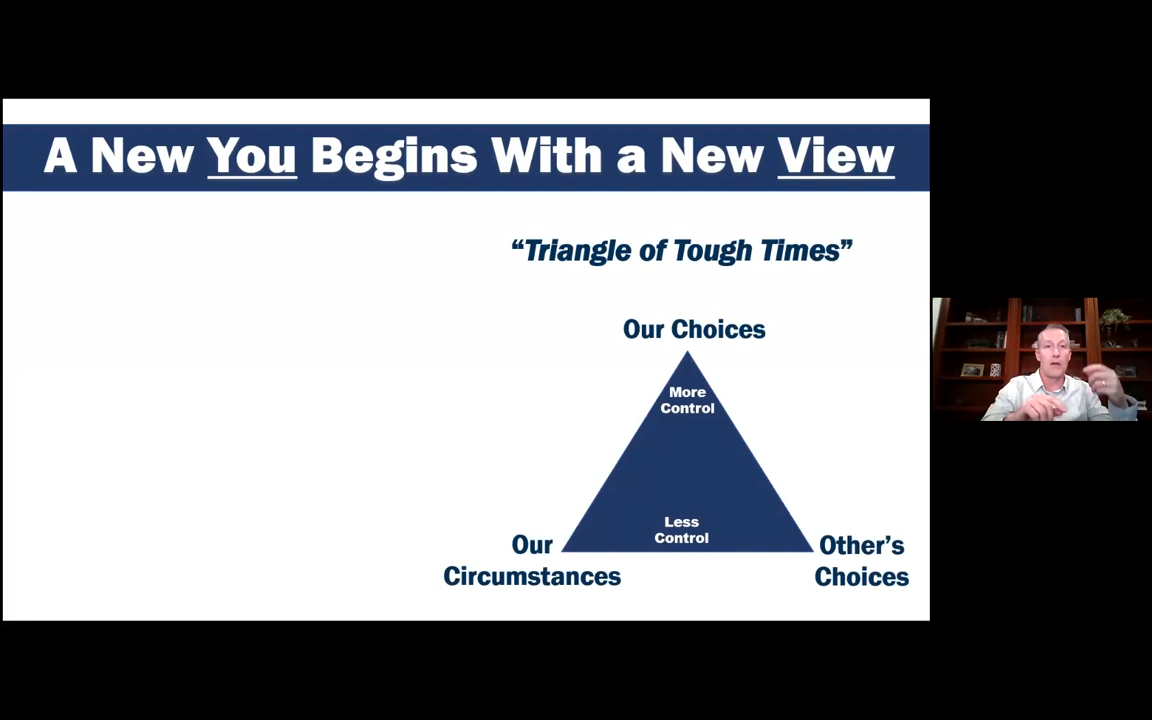 A New You Begins With a New View
“Triangle of Tough Times”
Our Choices
More
Control
Less
Control
Our
Circumstances
Other’s
Choices